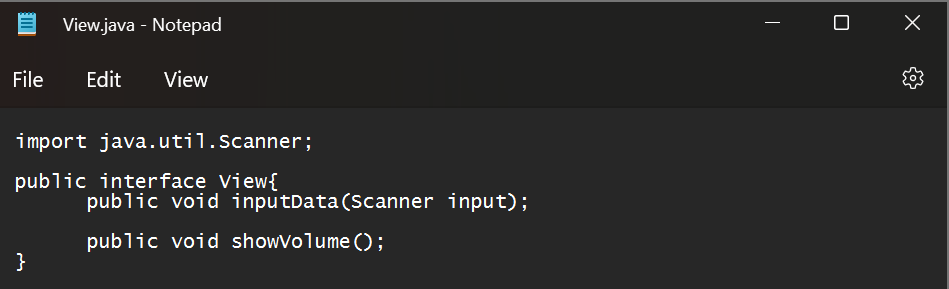 View.java - Notepad
File Edit View
import java.util.Scanner;
public interface View{
public void inputData(Scanner input);
public void showVolume();
}